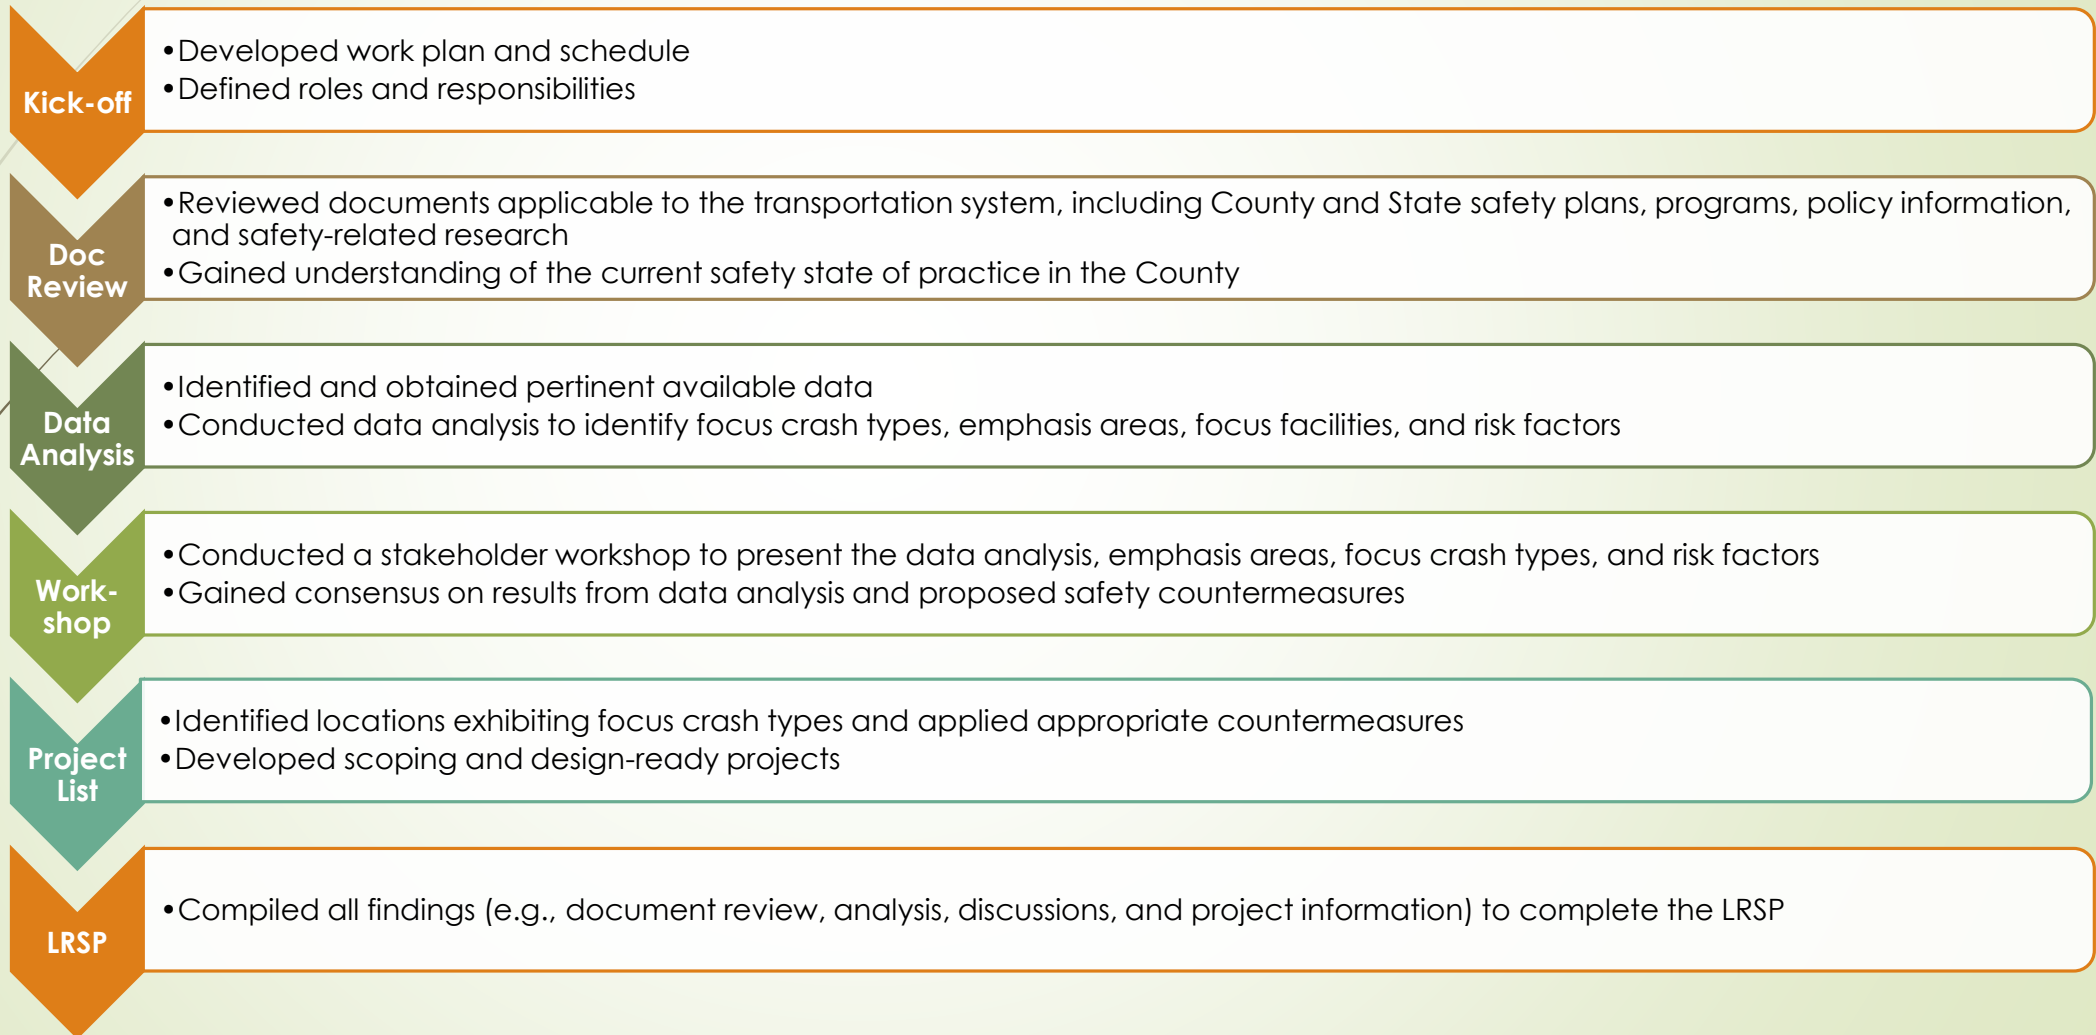 Kick-off
•Developed work plan and schedule
•Defined roles and responsibilities
Doc
Review
•Reviewed documents applicable to the transportation system, including County and State safety plans, programs, policy information,
and safety-related research
•Gained understanding of the current safety state of practice in the County
Data
Analysis
•Identified and obtained pertinent available data
•Conducted data analysis to identify focus crash types, emphasis areas, focus facilities, and risk factors
Work-
shop
•Conducted a stakeholder workshop to present the data analysis, emphasis areas, focus crash types, and risk factors
•Gained consensus on results from data analysis and proposed safety countermeasures
Project
List
•Identified locations exhibiting focus crash types and applied appropriate countermeasures
•Developed scoping and design-ready projects
LRSP
•Compiled all findings (e.g., document review, analysis, discussions, and project information) to complete the LRSP